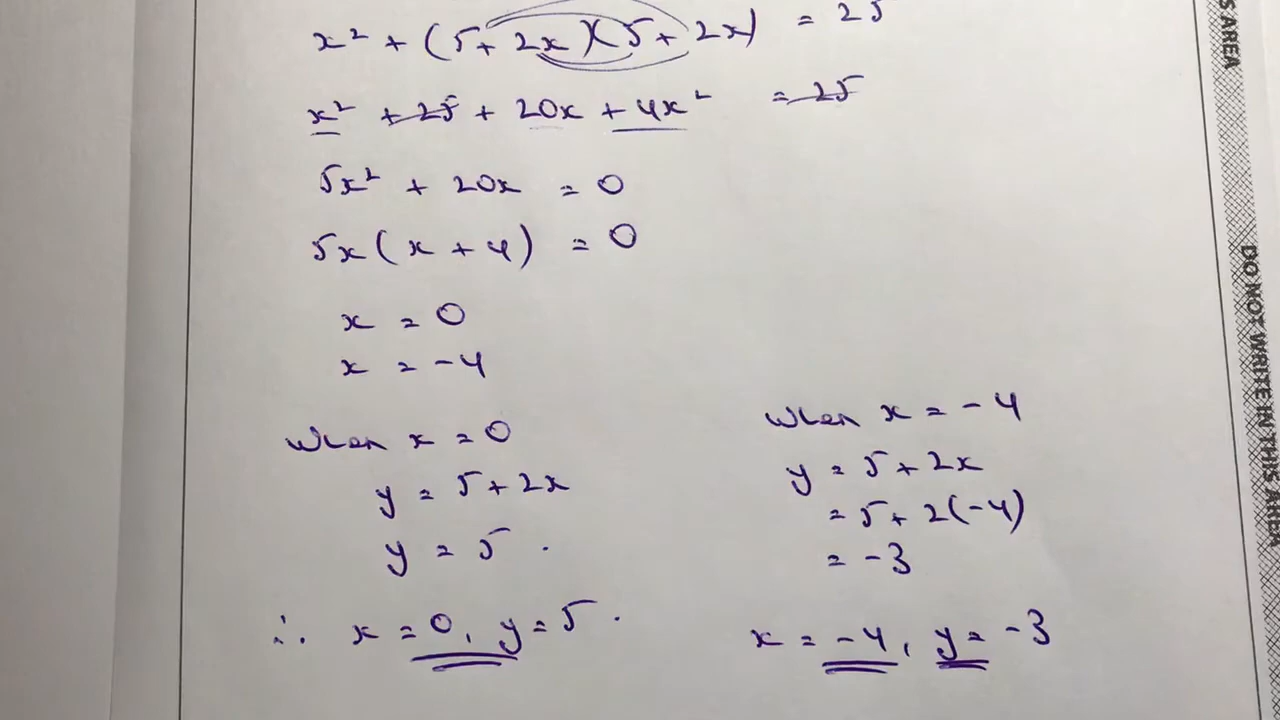 x² + (5 + 2x)(5 + 2x) = 25
x² + 25 + 20x + 4x² = 25
5x² + 20x = 0
5x(x + 4) = 0
x = 0
x = -4
When x = 0
y = 5 + 2x
y = 5.
∴ x = 0, y = 5.
When x = -4
y = 5 + 2x
= 5 + 2(-4)
= -3
x = -4, y = -3
S AREA
DO NOT WRITE IN THIS AREA